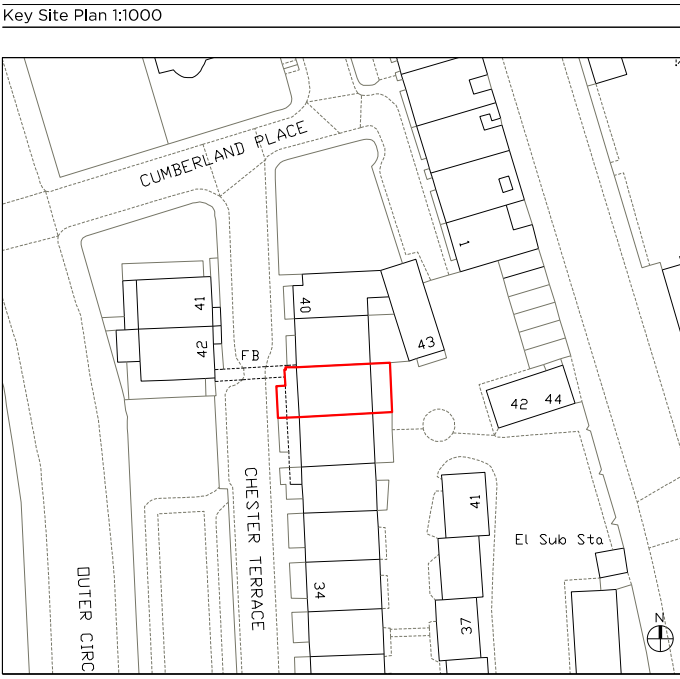 Key Site Plan 1:1000
CUMBERLAND PLACE
1
41
40
42
43
FB
42 44
CHESTER TERRACE
41
El Sub Sta
OUTER CIRC
34
37
N